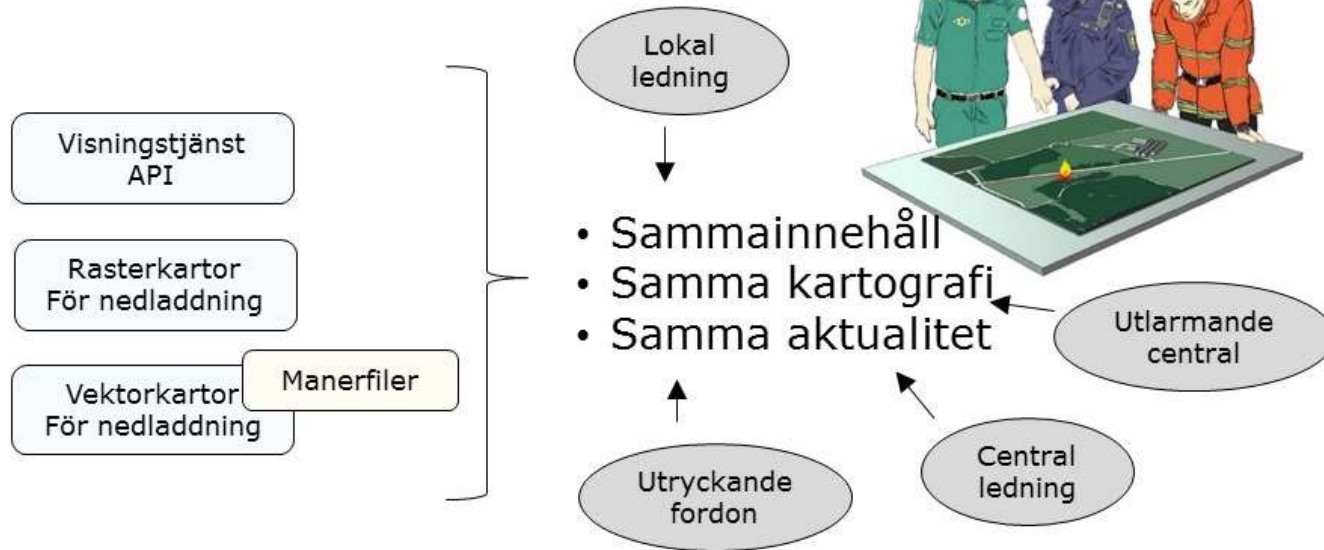 Lokal
ledning
Visningstjänst
API
Rasterkartor
För nedladdning
Vektorkartor
För nedladdning
Manerfiler
• Sammainnehåll
• Samma kartografi
• Samma aktualitet
Utlarmande
central
Central
ledning
Utryckande
fordon